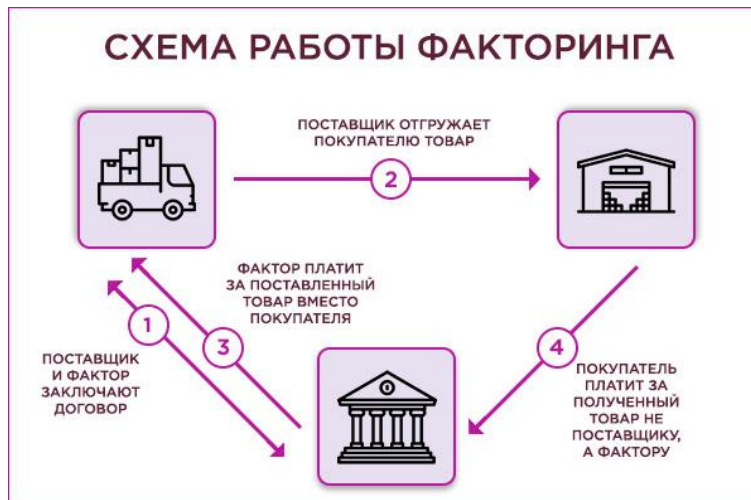 СХЕМА РАБОТЫ ФАКТОРИНГА
ПОСТАВЩИК ОТГРУЖАЕТ
ПОКУПАТЕЛЮ ТОВАР
2
ФАКТОР ПЛАТИТ
ЗА ПОСТАВЛЕННЫЙ
ТОВАР ВМЕСТО
ПОКУПАТЕЛЯ
1
3
4
ПОСТАВЩИК
И ФАКТОР
ЗАКЛЮЧАЮТ
ДОГОВОР
ПОКУПАТЕЛЬ
ПЛАТИТ ЗА
ПОЛУЧЕННЫЙ
ТОВАР НЕ
ПОСТАВЩИКУ,
А ФАКТОРУ